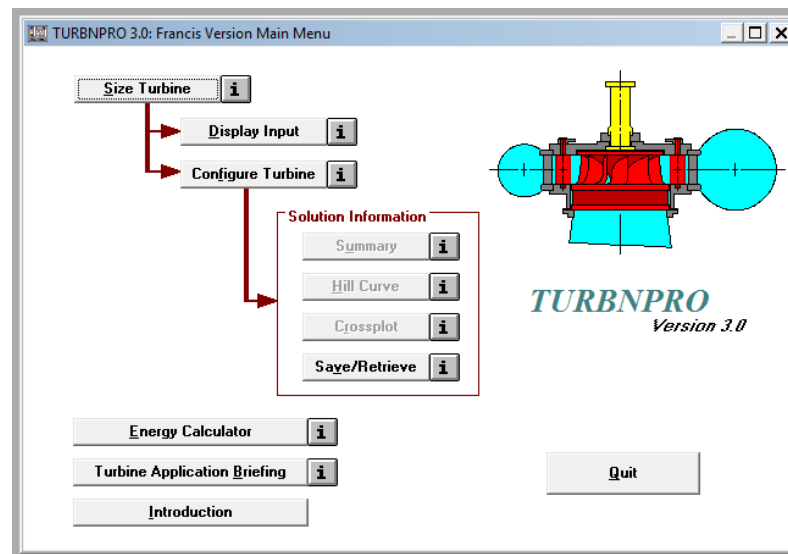 TURBNPRO 3.0: Francis Version Main Menu
Size Turbine i
Display Input i
Configure Turbine i
Solution Information
Summary i
Hill Curve i
Crossplot i
Save/Retrieve i
TURBNPRO
Version 3.0
Energy Calculator i
Turbine Application Briefing i
Introduction
Quit